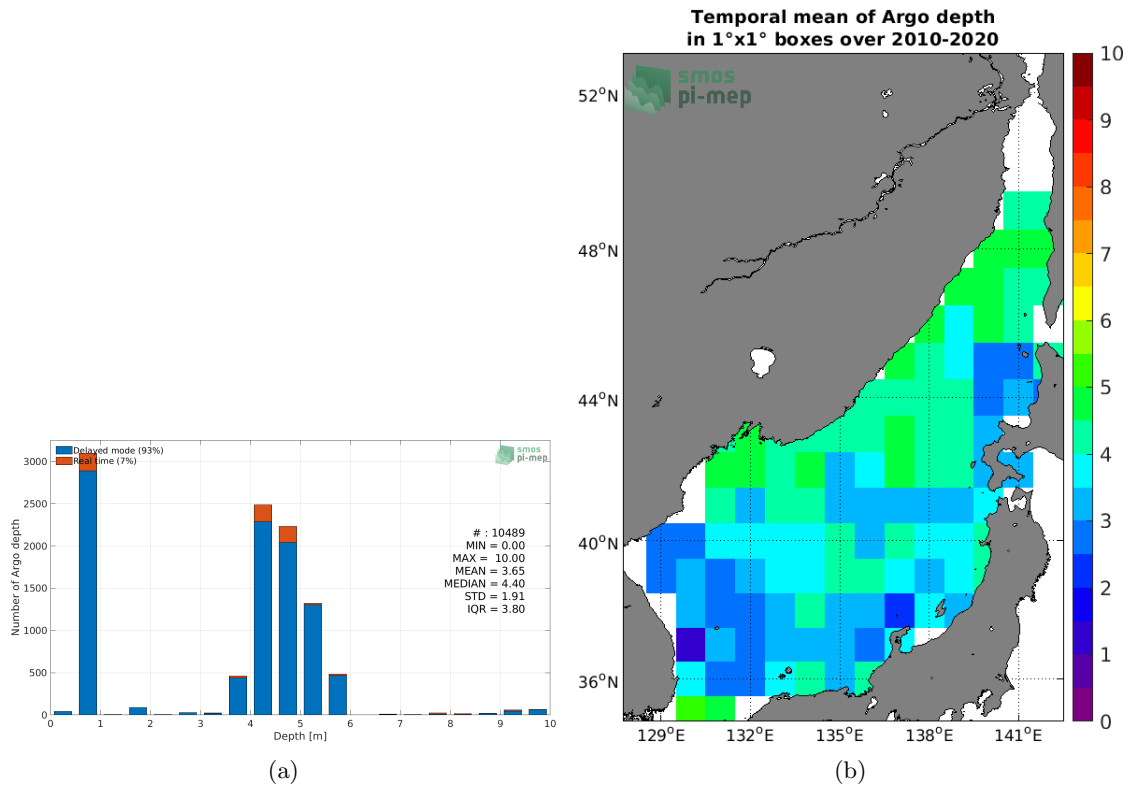 Temporal mean of Argo depth
in 1°x1° boxes over 2010-2020
smos
pi-mep
52°N
48°N
44°N
40°N
36°N
129°E
132°E
135°E
138°E
141°E
10
9
8
7
6
5
4
3
2
1
0
Delayed mode (93%)
Real time (7%)
smos
pi-mep
Number of Argo depth
3000
2500
2000
1500
1000
500
0
# : 10489
MIN = 0.00
MAX = 10.00
MEAN = 3.65
MEDIAN = 4.40
STD = 1.91
IQR = 3.80
0
1
2
3
4
5
6
7
8
9
10
Depth [m]
(a)
(b)